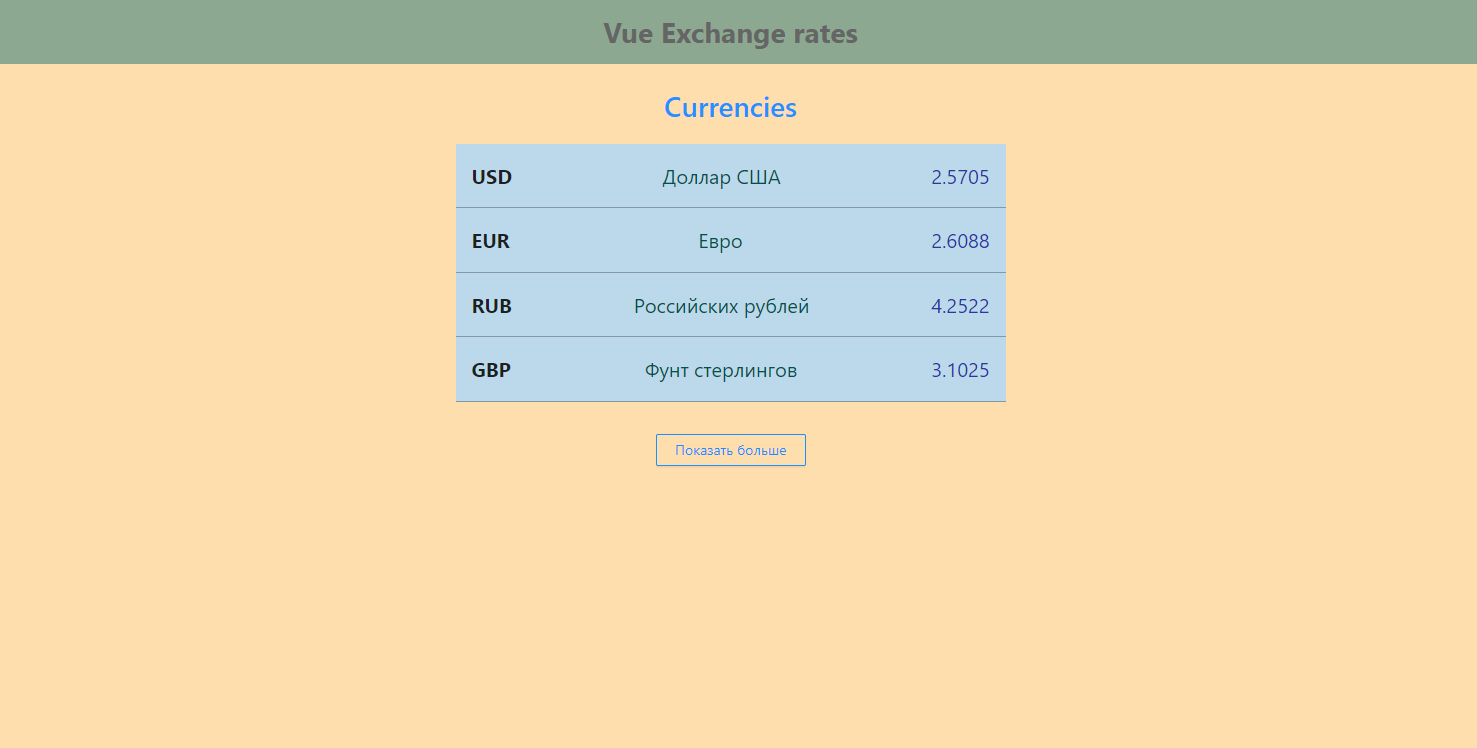 Vue Exchange rates
Currencies
USD Доллар США 2.5705
EUR Евро 2.6088
RUB Российских рублей 4.2522
GBP Фунт стерлингов 3.1025
Показать больше